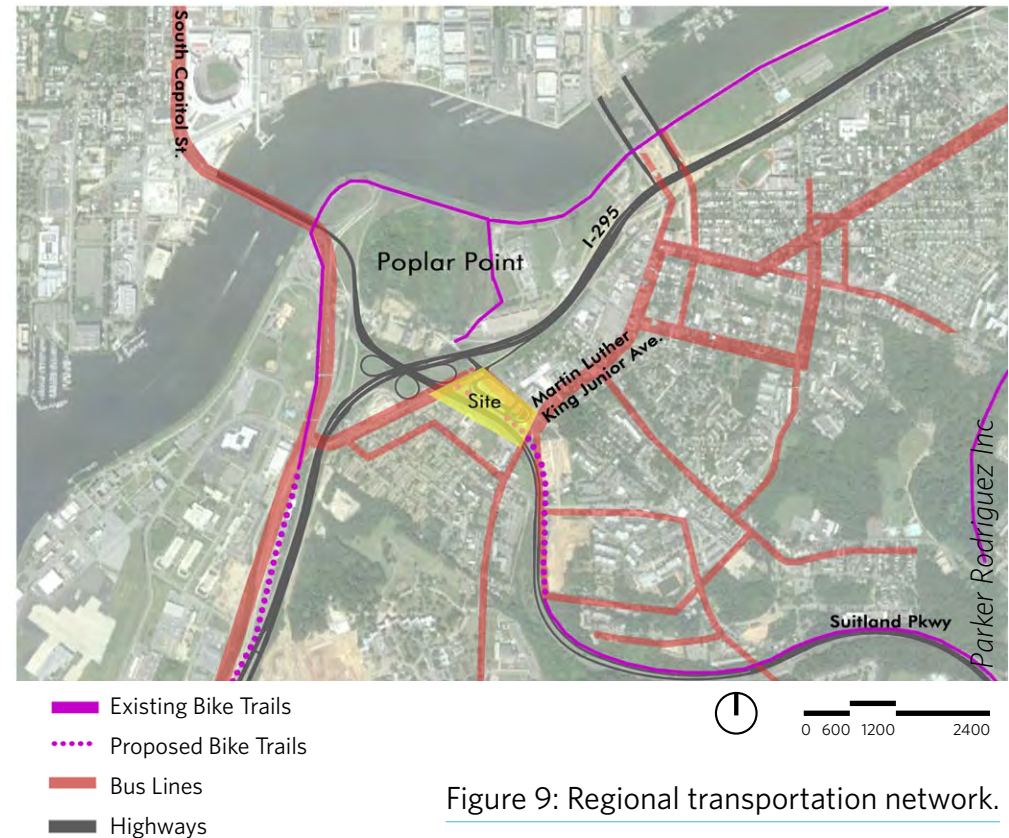 South Capitol St.
I-295
Poplar Point
Martin Luther
King Junior Ave.
Site
Parker Rodriguez Inc
Suitland Pkwy
Existing Bike Trails
Proposed Bike Trails
Bus Lines
Highways
0 600 1200 2400
Figure 9: Regional transportation network.